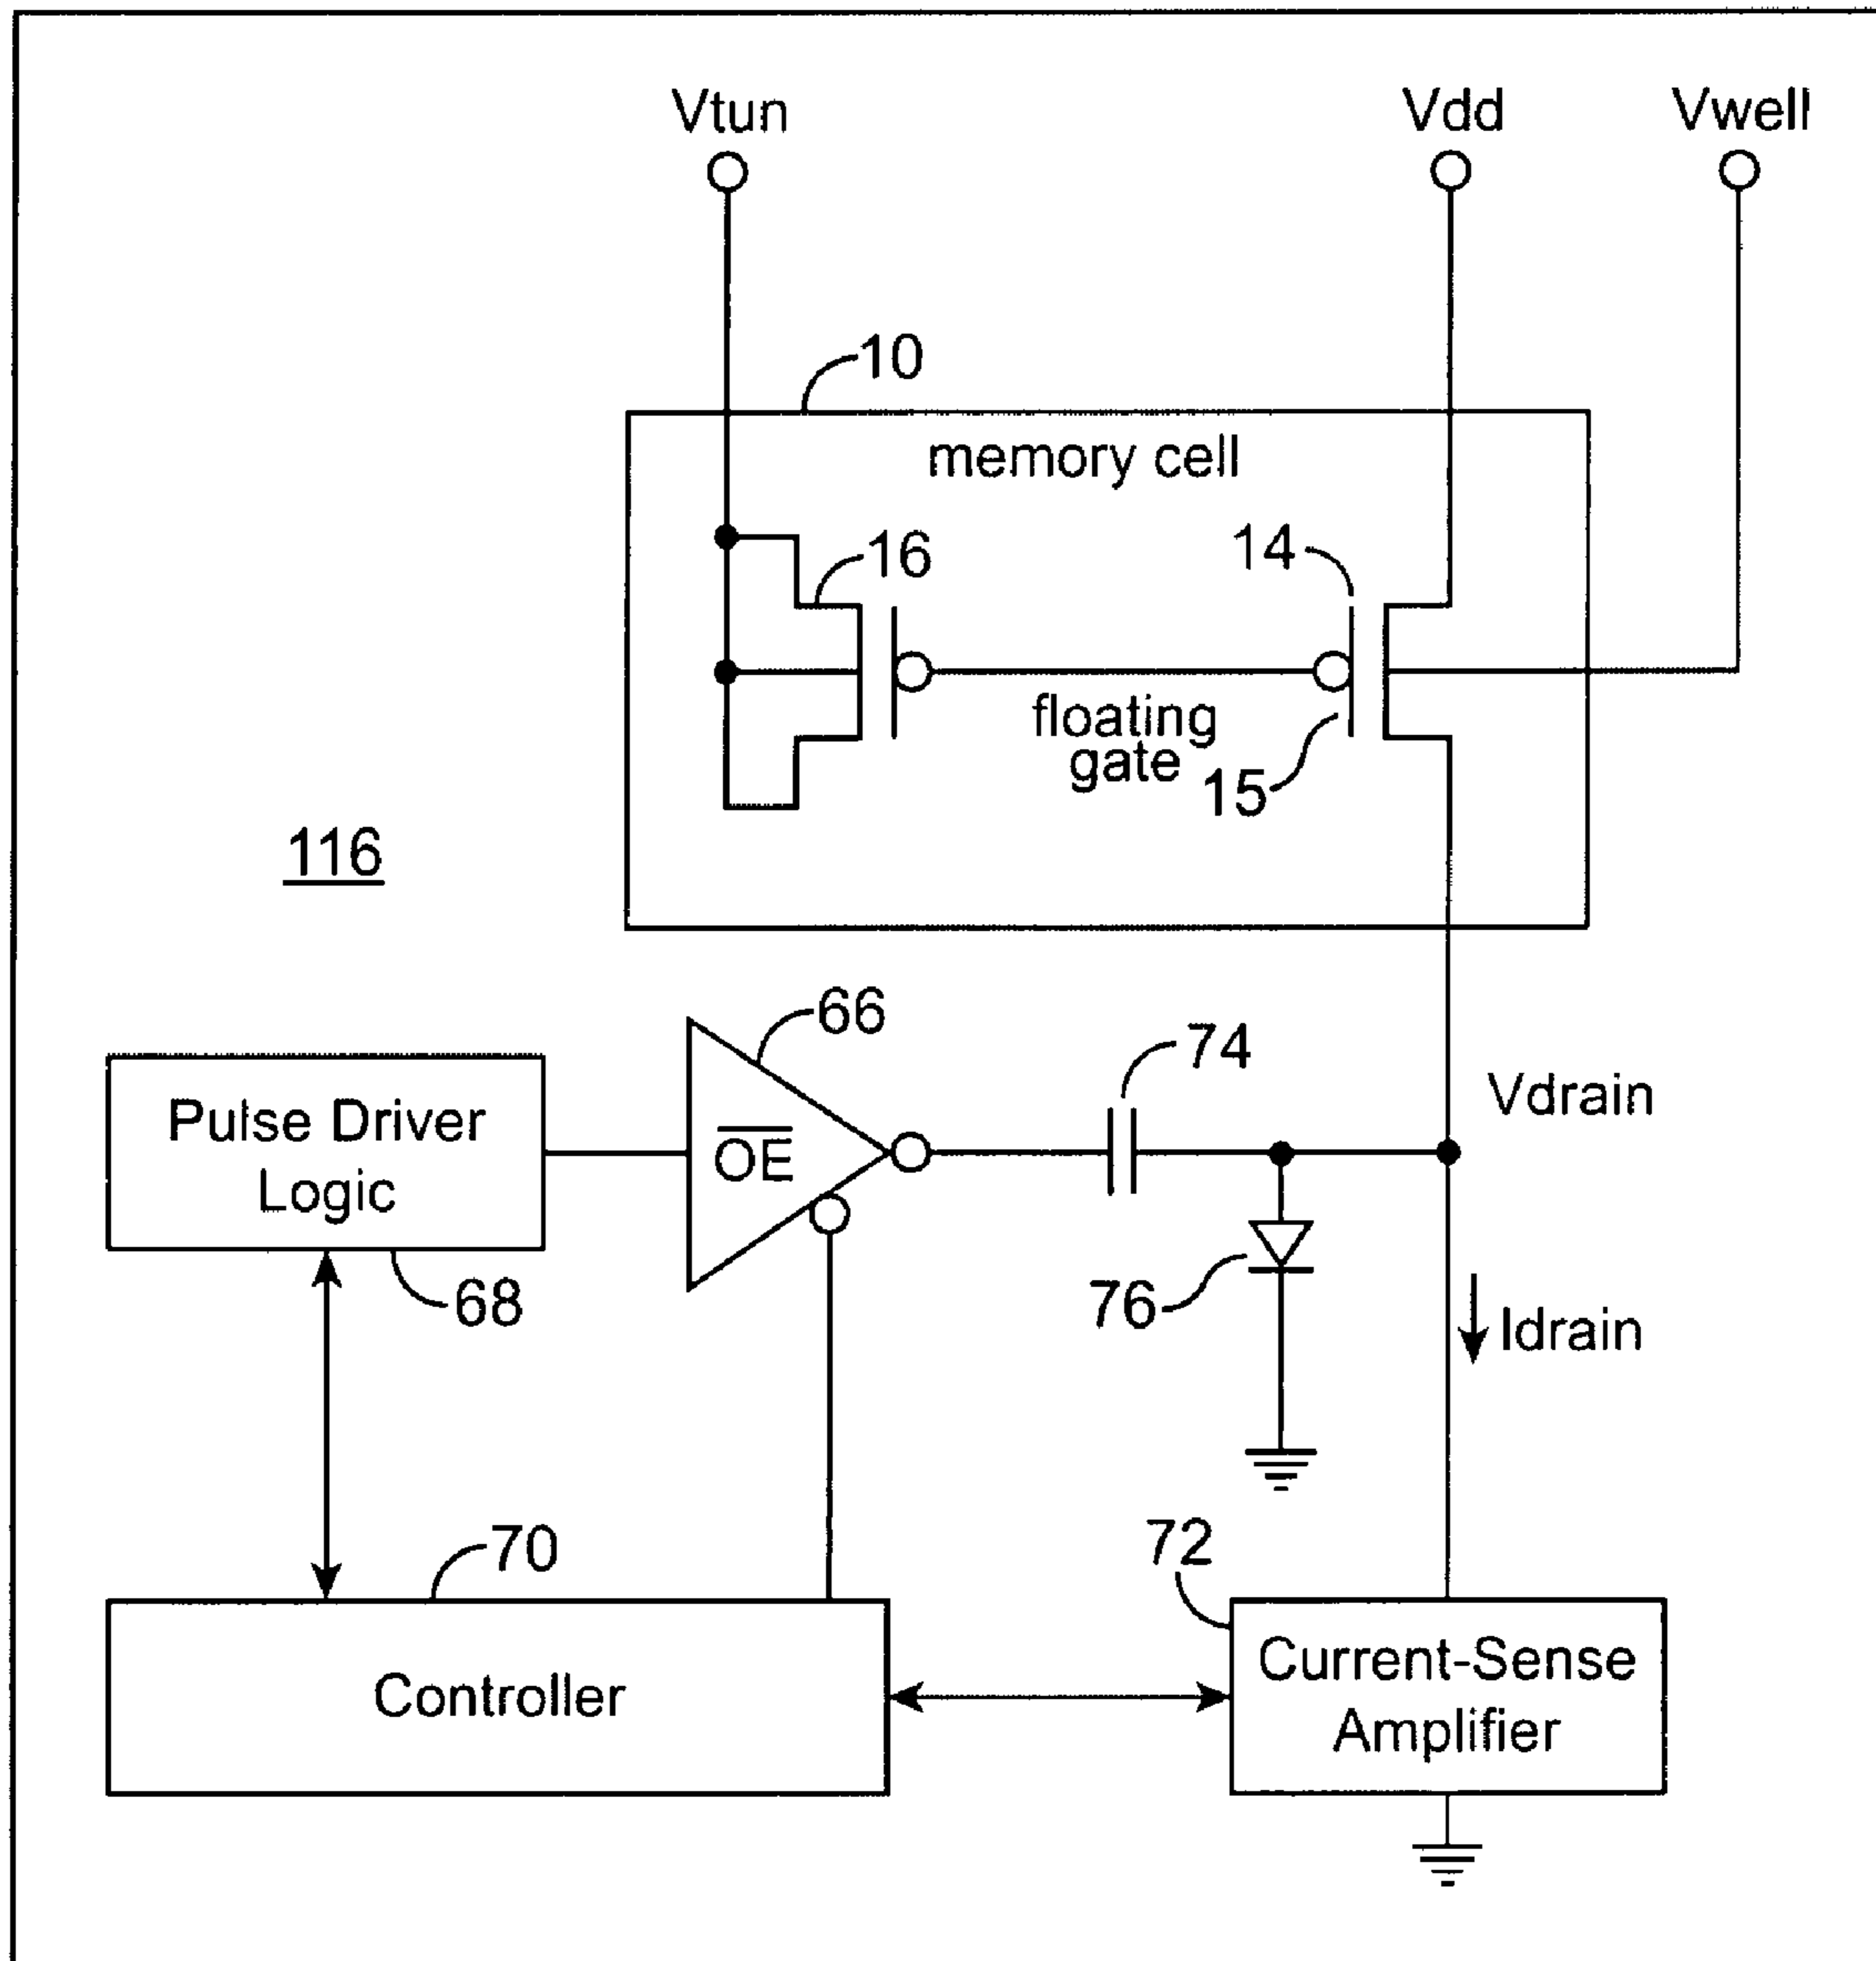 Vtun
Vdd
Vwell
10
memory cell
16
14
floating
gate
15
116
66
74
Pulse Driver
Logic
OE
Vdrain
68
76
Idrain
70
72
Controller
Current-Sense
Amplifier